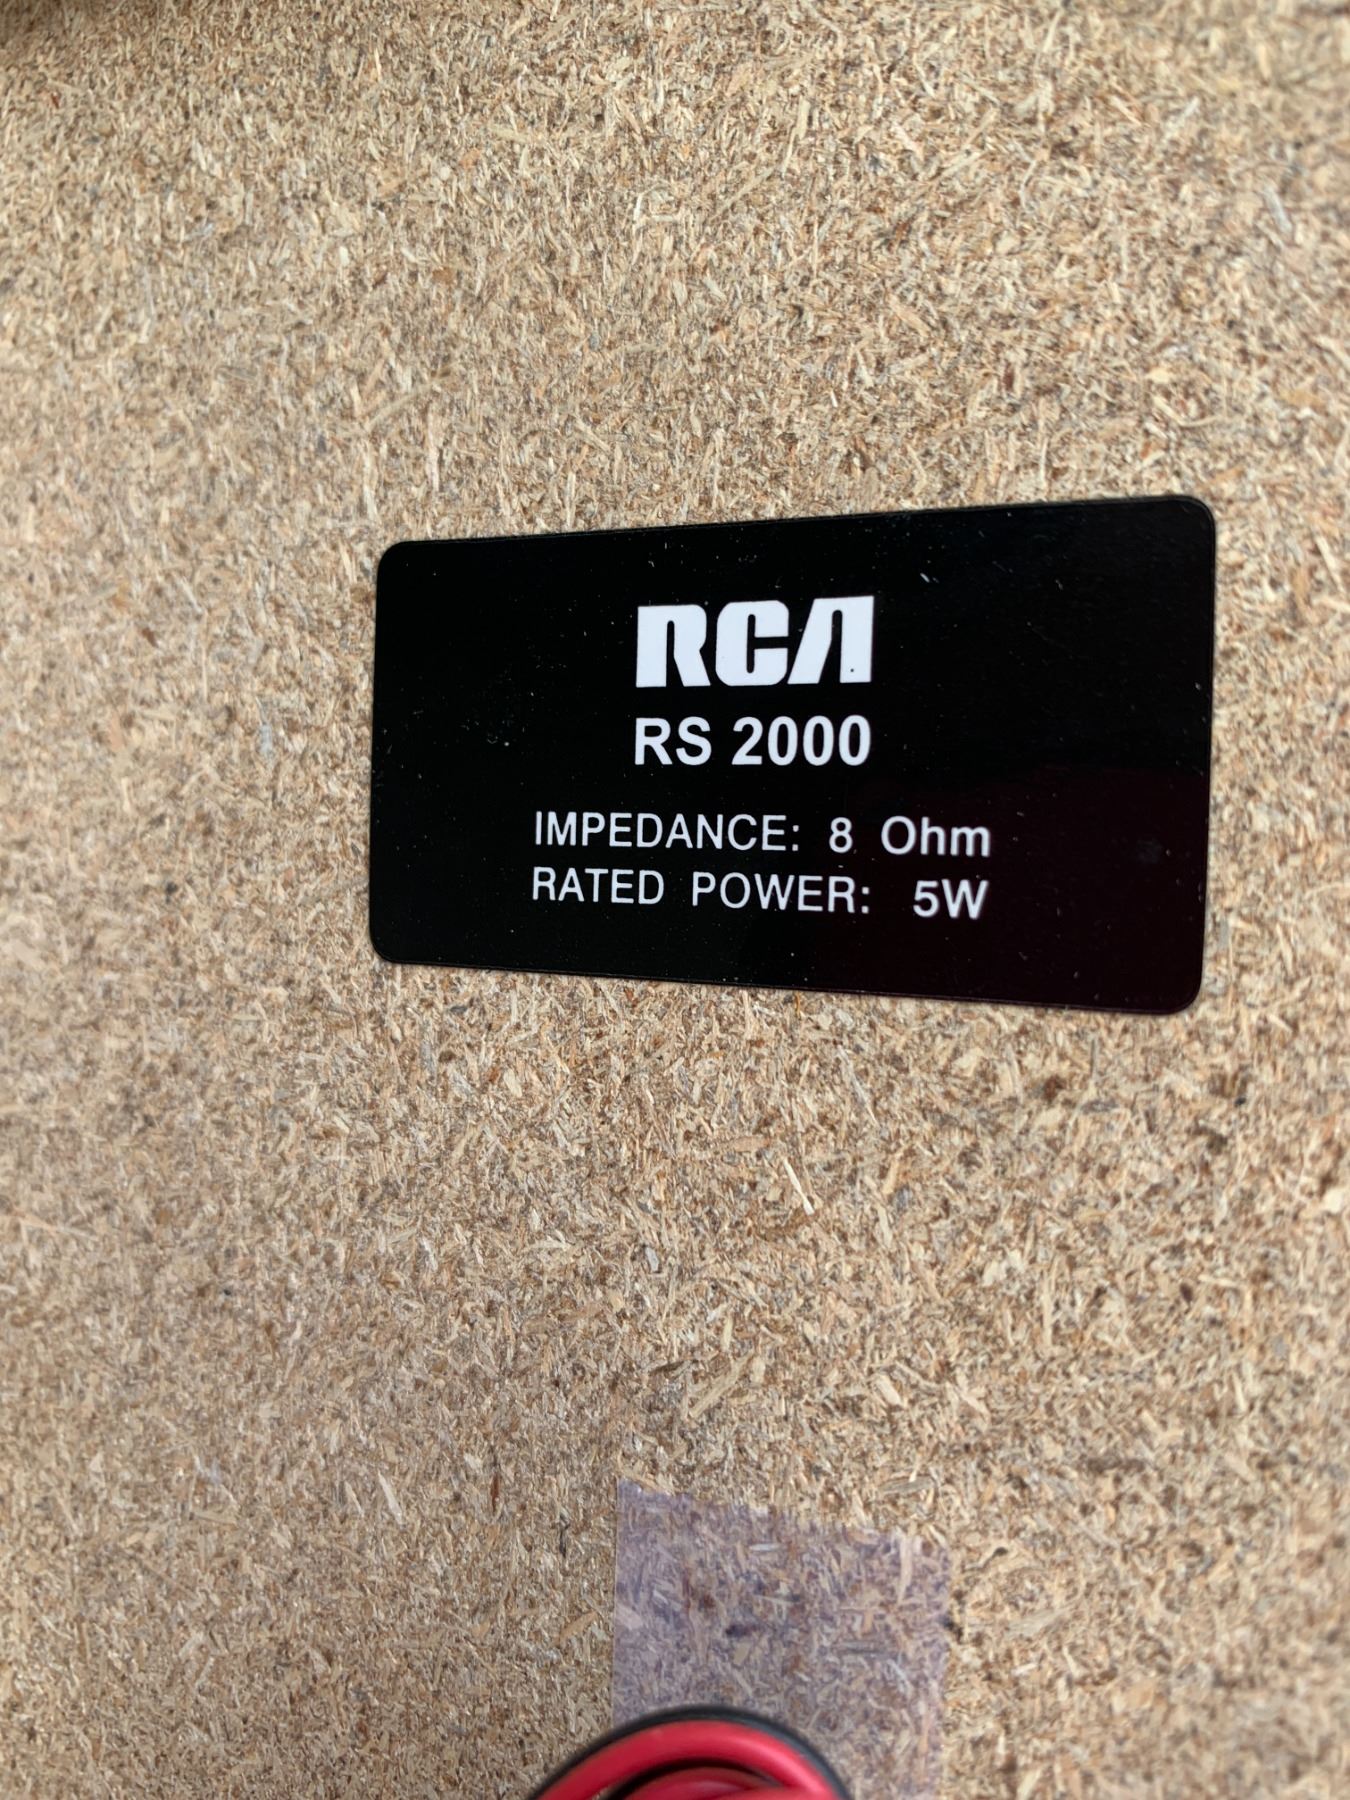 RCA
RS 2000
IMPEDANCE: 8 Ohm
RATED POWER: 5W